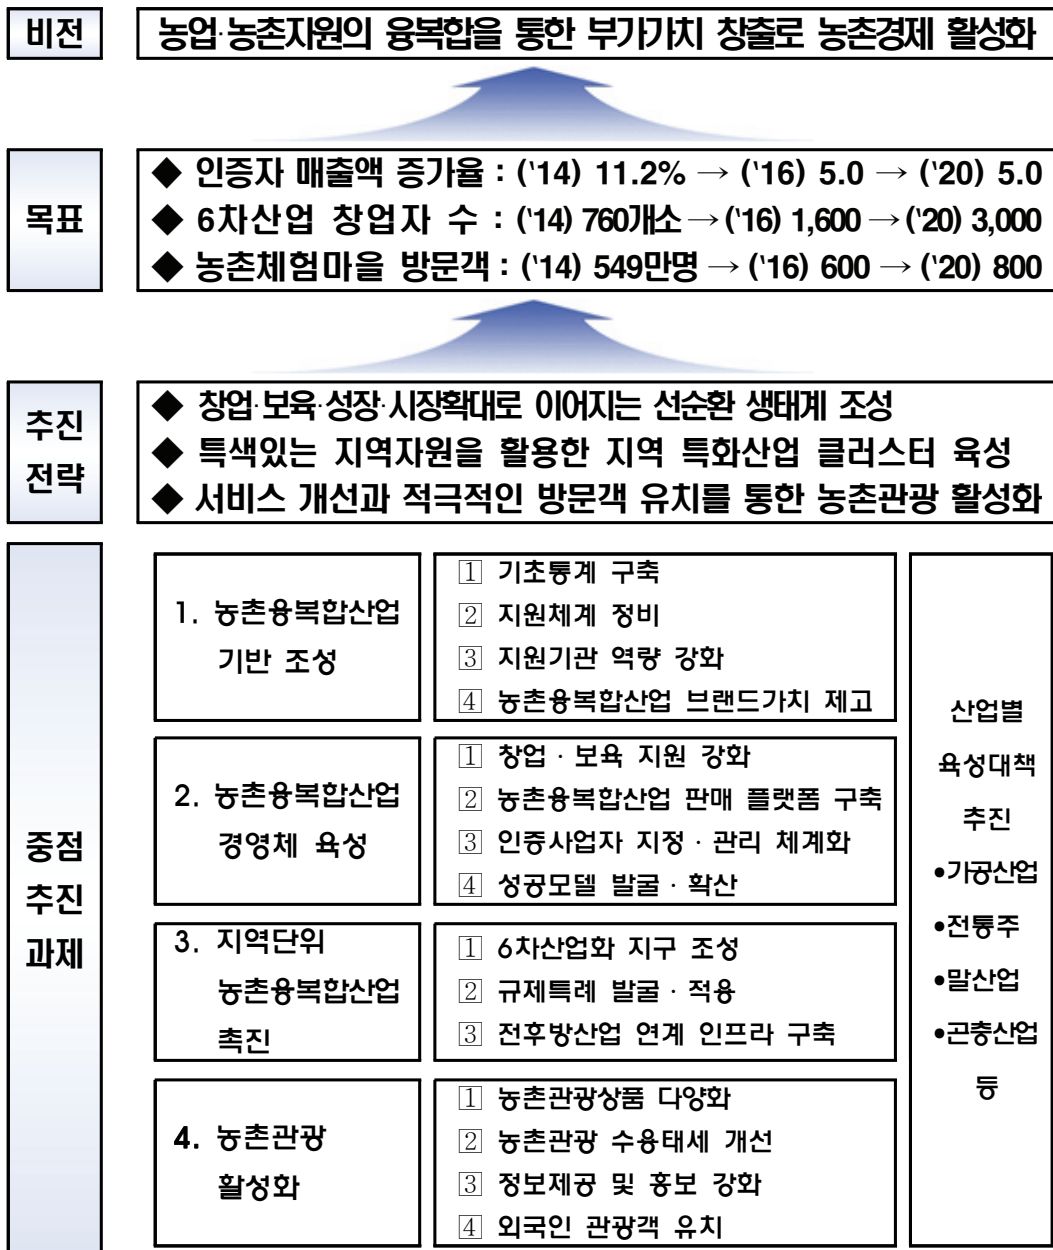 비전
농업·농촌자원의 융복합을 통한 부가가치 창출로 농촌경제 활성화
목표
◆ 인증자 매출액 증가율 : (‘14) 11.2% → (‘16) 5.0 → (‘20) 5.0
◆ 6차산업 창업자 수 : (‘14) 760개소 → (‘16) 1,600 → (‘20) 3,000
◆ 농촌체험마을 방문객 : (‘14) 549만명 → (‘16) 600 → (‘20) 800
추진
전략
◆ 창업·보육·성장·시장확대로 이어지는 선순환 생태계 조성
◆ 특색있는 지역자원을 활용한 지역 특화산업 클러스터 육성
◆ 서비스 개선과 적극적인 방문객 유치를 통한 농촌관광 활성화
중점
추진
과제
1. 농촌융복합산업
기반 조성
1 기초통계 구축
2 지원체계 정비
3 지원기관 역량 강화
4 농촌융복합산업 브랜드가치 제고
2. 농촌융복합산업
경영체 육성
1 창업·보육 지원 강화
2 농촌융복합산업 판매 플랫폼 구축
3 인증사업자 지정·관리 체계화
4 성공모델 발굴·확산
3. 지역단위
농촌융복합산업
촉진
1 6차산업화 지구 조성
2 규제특례 발굴·적용
3 전후방산업 연계 인프라 구축
4. 농촌관광
활성화
1 농촌관광상품 다양화
2 농촌관광 수용태세 개선
3 정보제공 및 홍보 강화
4 외국인 관광객 유치
산업별
육성대책
추진
•가공산업
•전통주
•말산업
•곤충산업
등